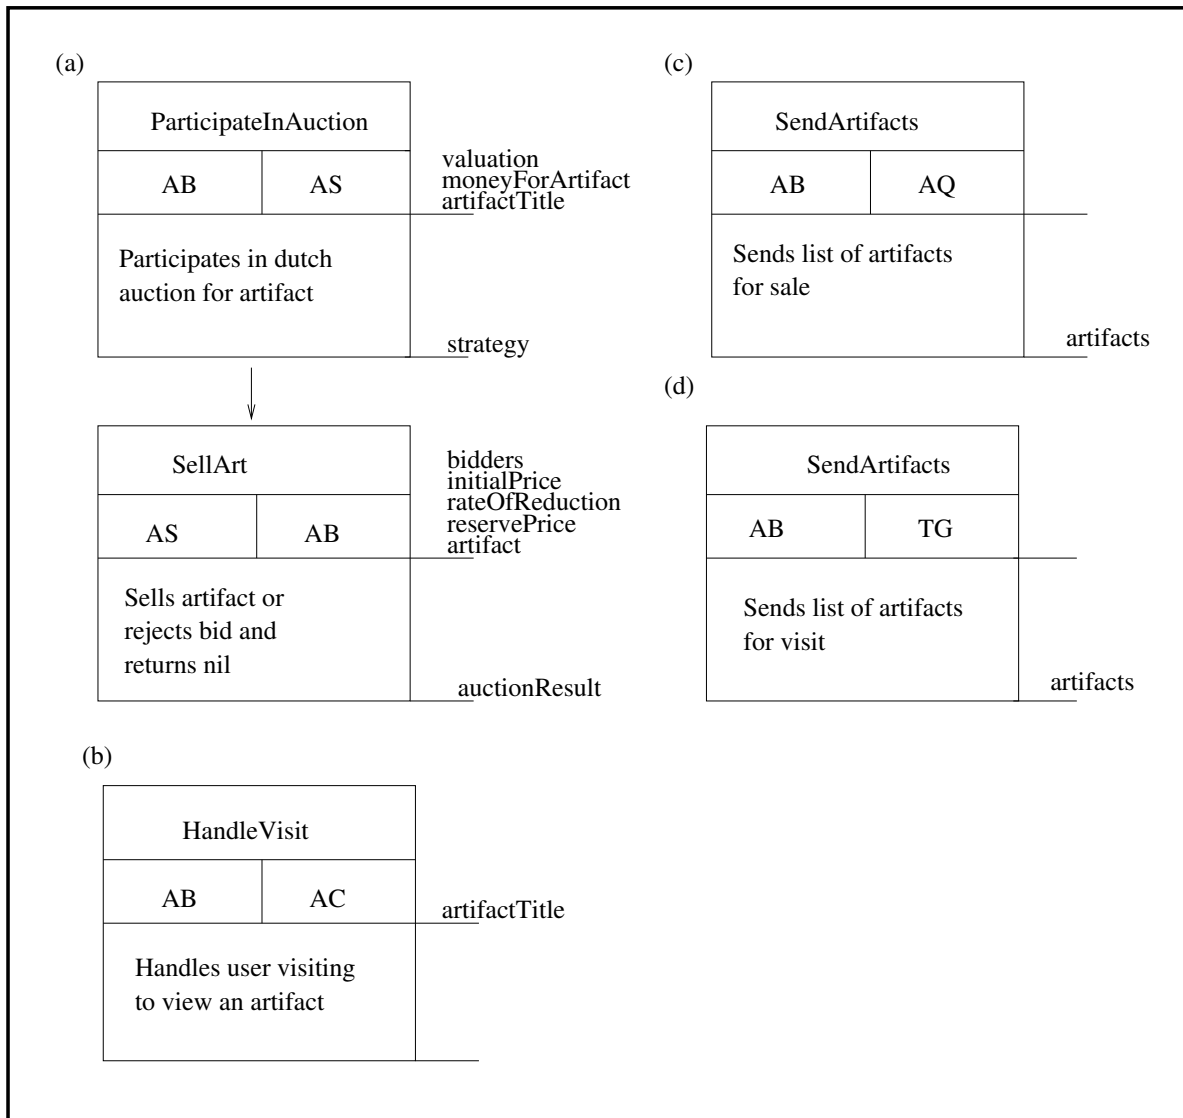 (a)
ParticipateInAuction
AB AS
valuation
moneyForArtifact
artifactTitle
Participates in dutch
auction for artifact
strategy
SellArt
AS AB
bidders
initialPrice
rateOfReduction
reservePrice
artifact
Sells artifact or
rejects bid and
returns nil
auctionResult
(b)
HandleVisit
AB AC
artifactTitle
Handles user visiting
to view an artifact
(c)
SendArtifacts
AB AQ
Sends list of artifacts
for sale
artifacts
(d)
SendArtifacts
AB TG
Sends list of artifacts
for visit
artifacts